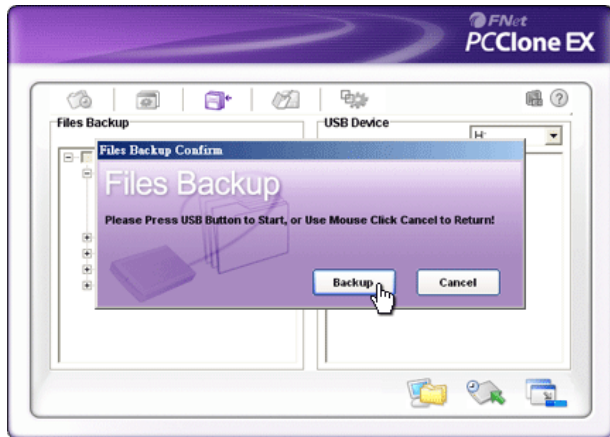 FNet
PCClone EX
Files Backup
USB Device
H:
Files Backup Confirm
Files Backup
Please Press USB Button to Start, or Use Mouse Click Cancel to Return!
Backup
Cancel